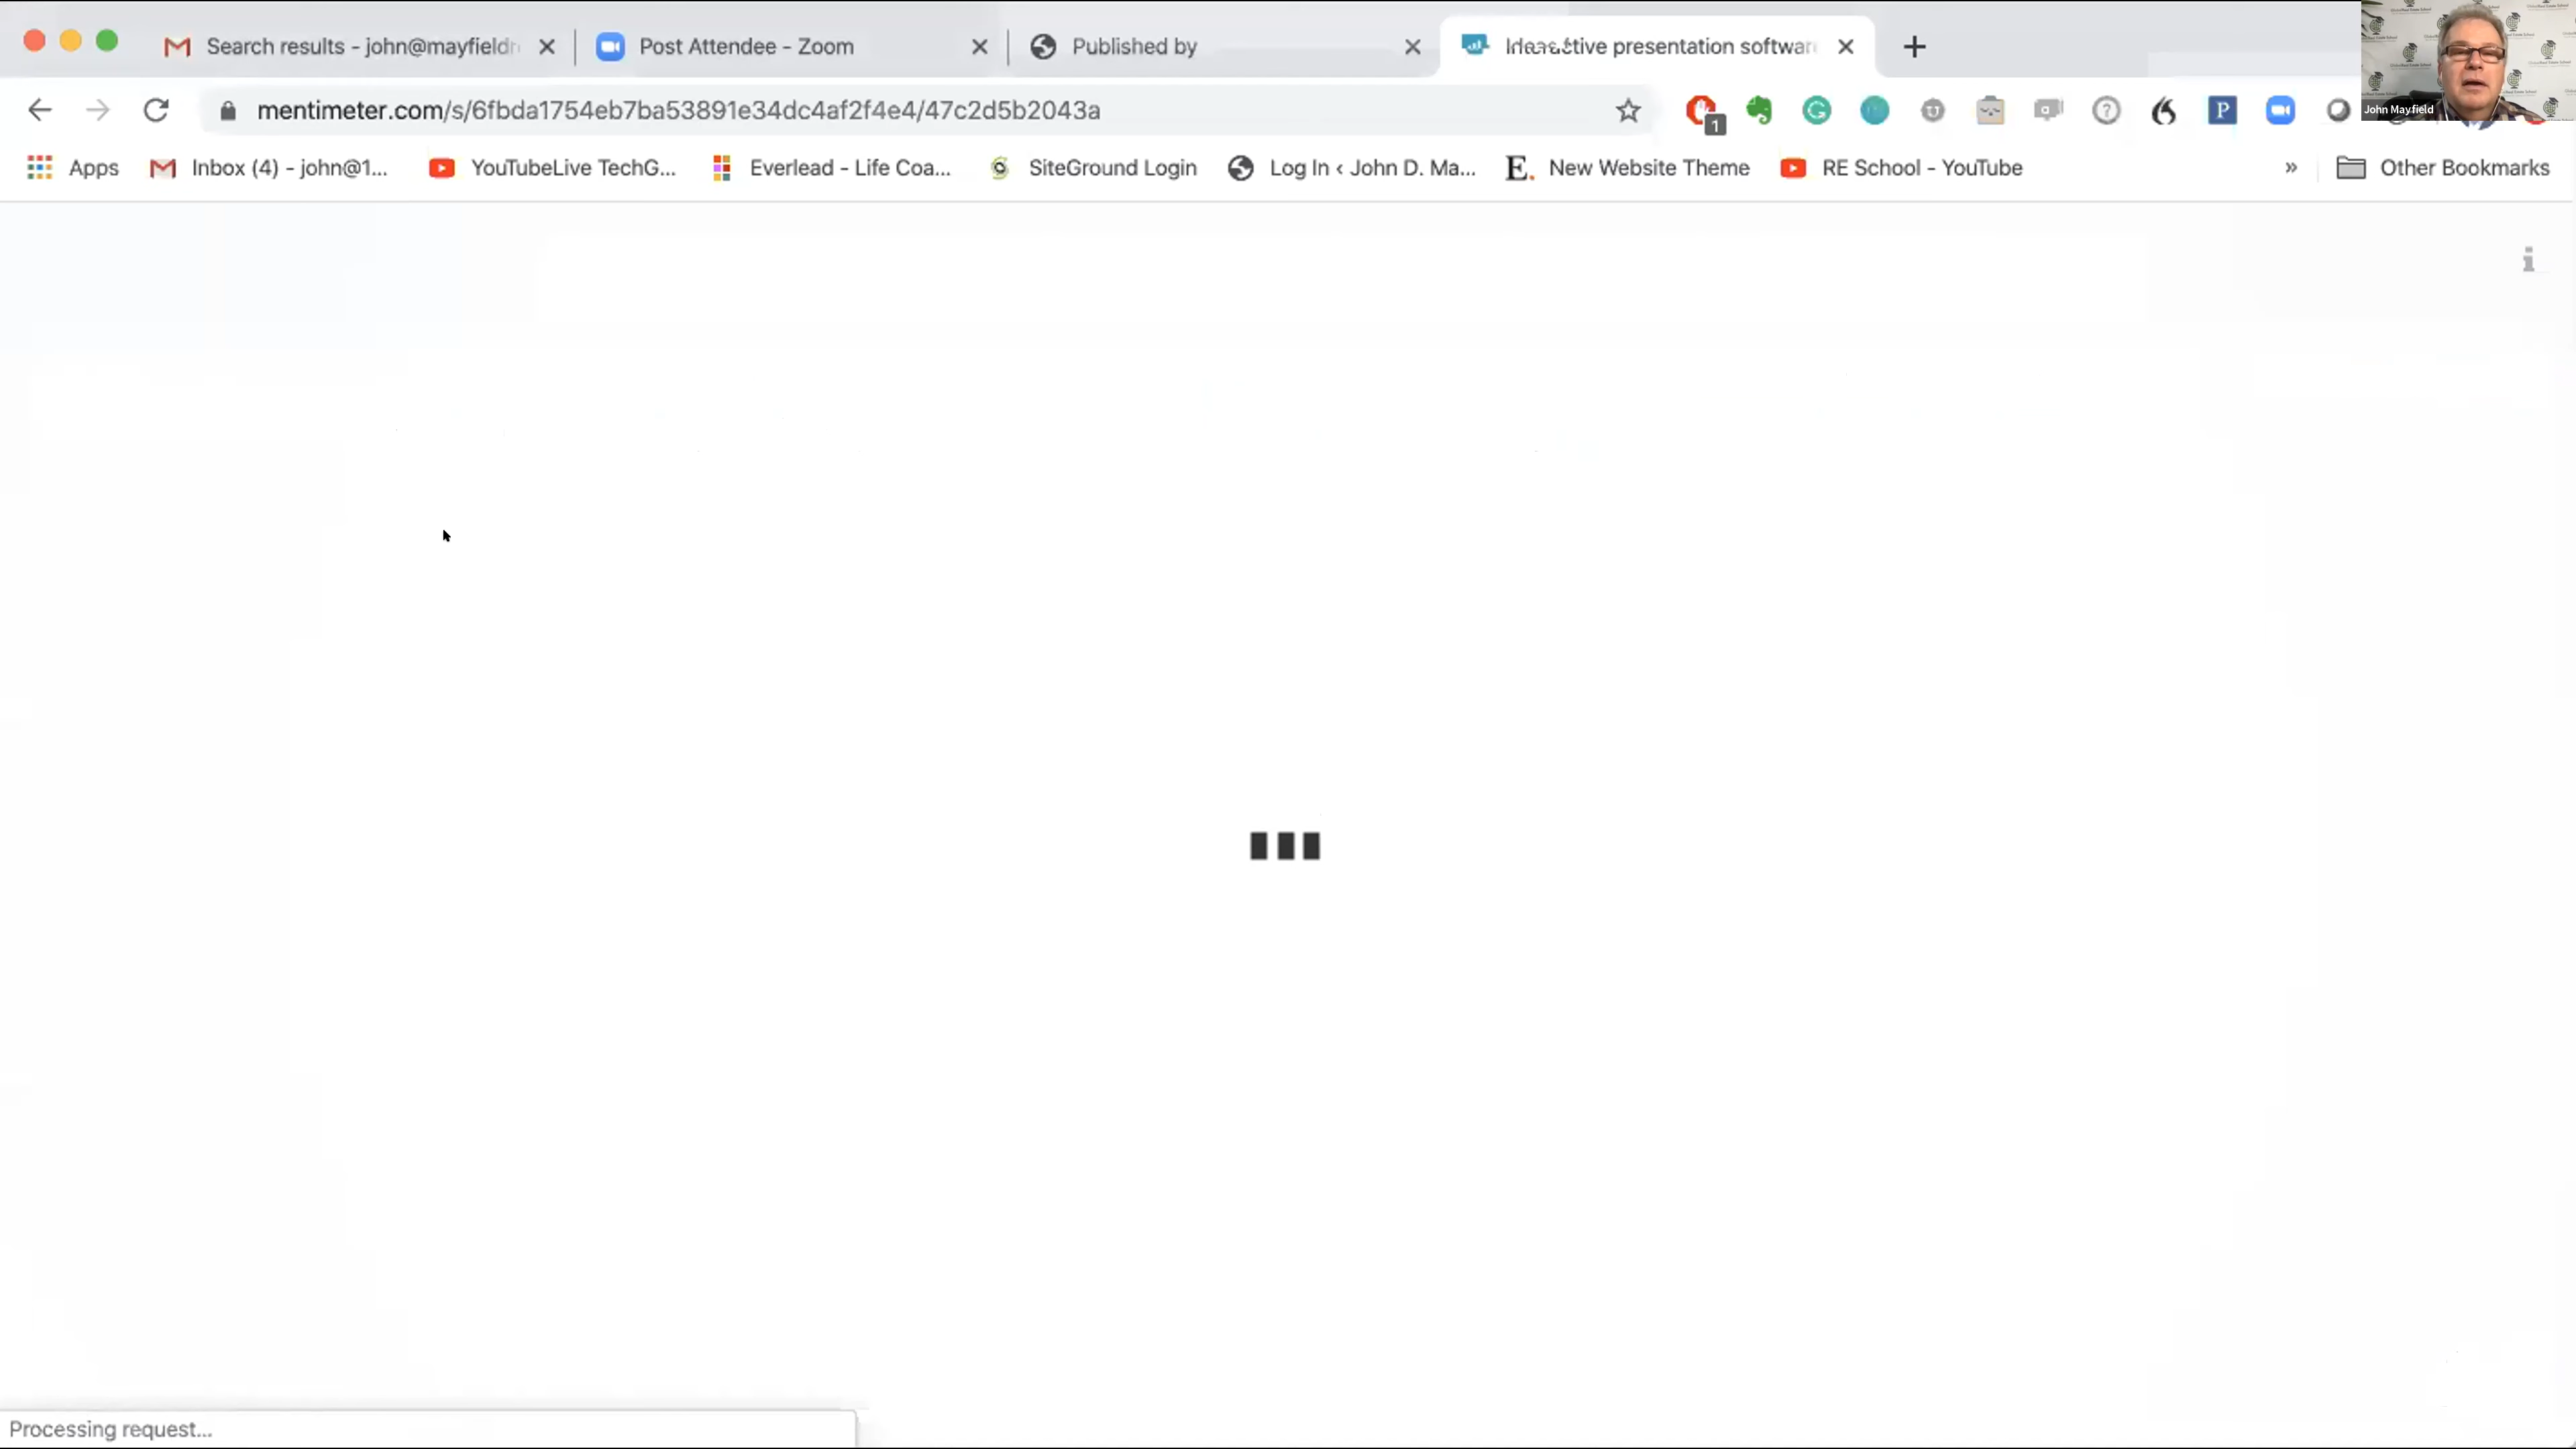 Search results - john@mayfieldr
Post Attendee - Zoom
Published by
presentation softwar
mentimeter.com/s/6fbda1754eb7ba53891e34dc4af2f4e4/47c2d5b2043a
1
P
John Mayfield
Apps
Inbox (4) - john@1...
YouTubeLive TechG...
Everlead - Life Coa...
SiteGround Login
Log In ‹ John D. Ma...
E. New Website Theme
RE School - YouTube
»
Other Bookmarks
Processing request...